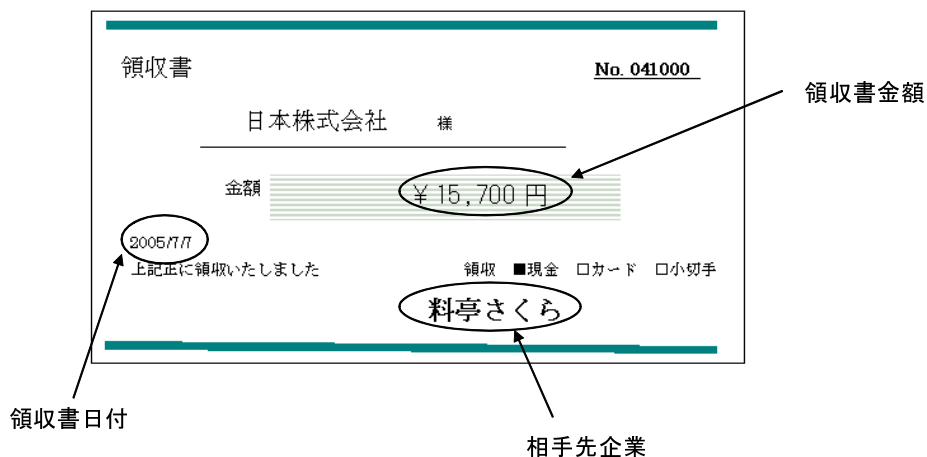 領収書
No. 041000
領収書金額
日本株式会社 様
金額 ¥15,700円
2005/7/7
上記正に領収いたしました 領収 ■現金 □カード □小切手
料亭さくら
領収書日付
相手先企業